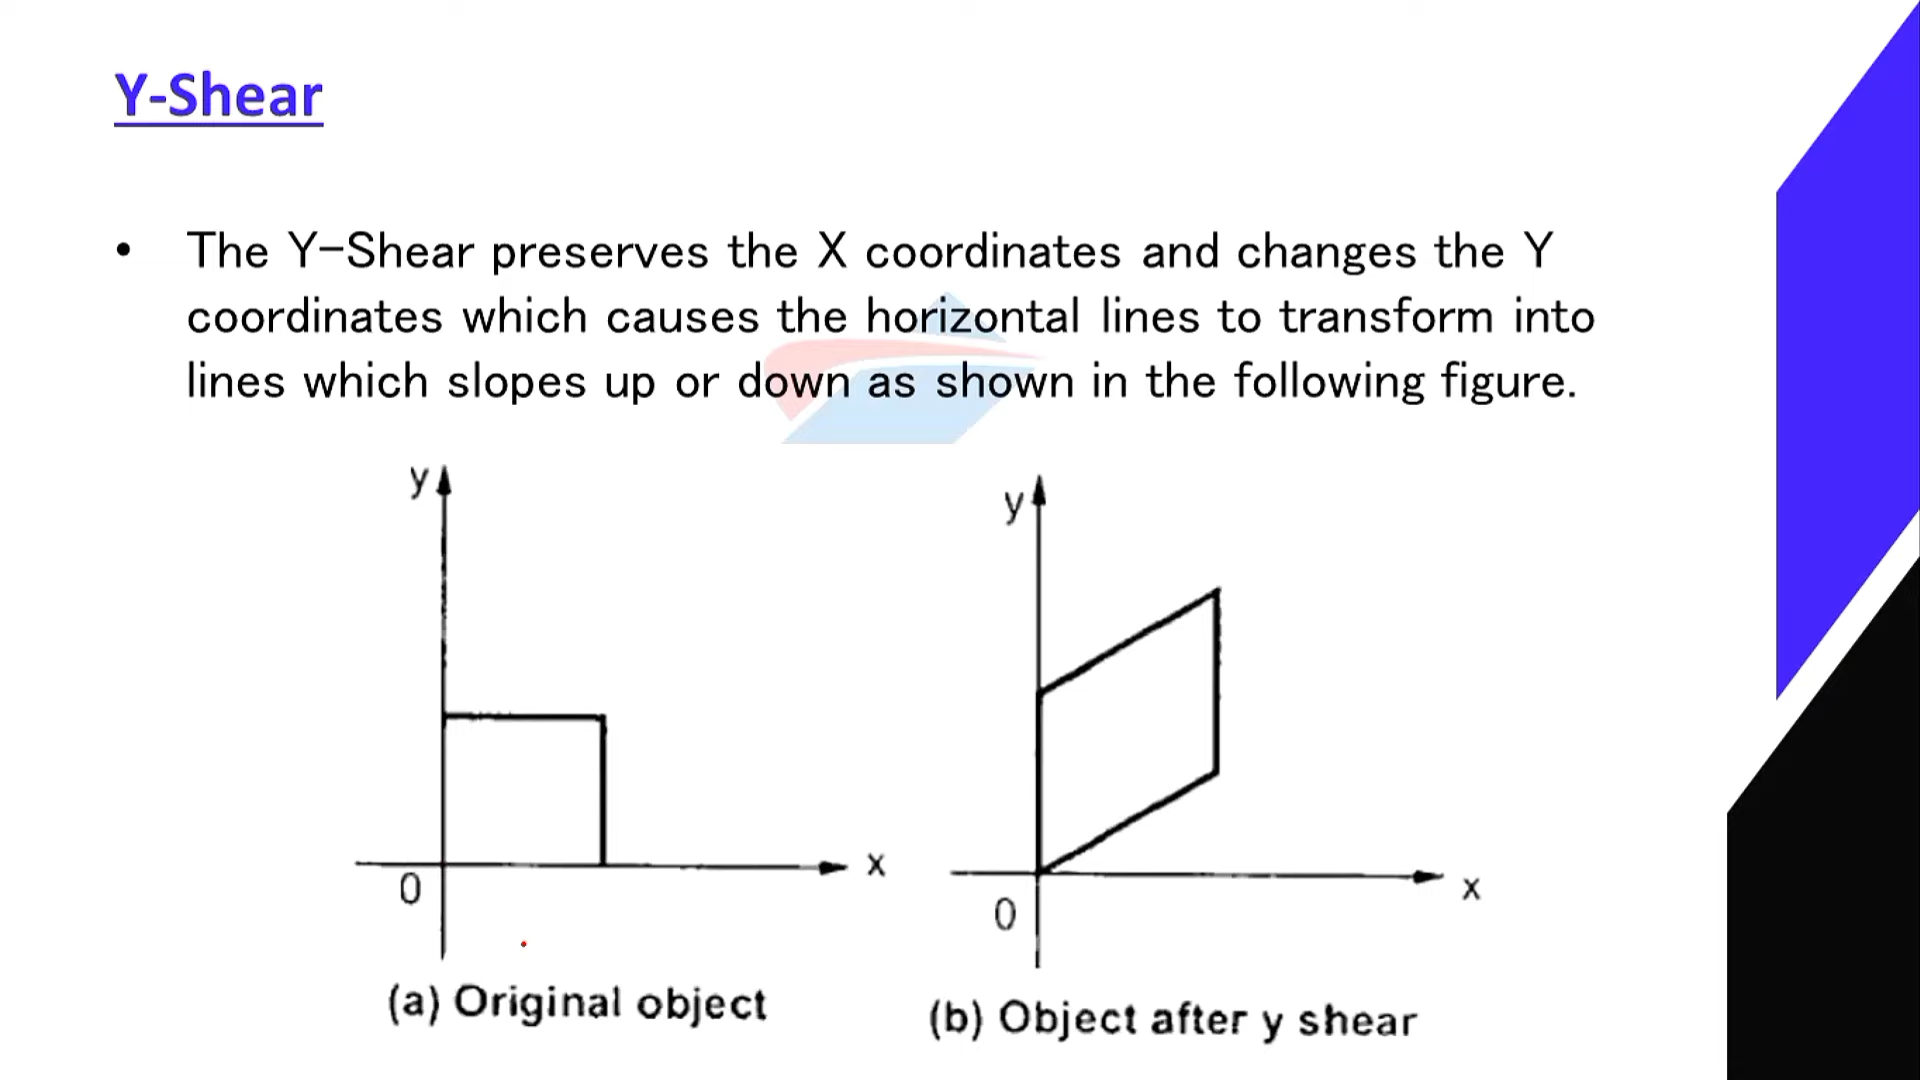 Y-Shear
• The Y-Shear preserves the X coordinates and changes the Y
coordinates which causes the horizontal lines to transform into
lines which slopes up or down as shown in the following figure.
y
x
0
(a) Original object
y
x
0
(b) Object after y shear